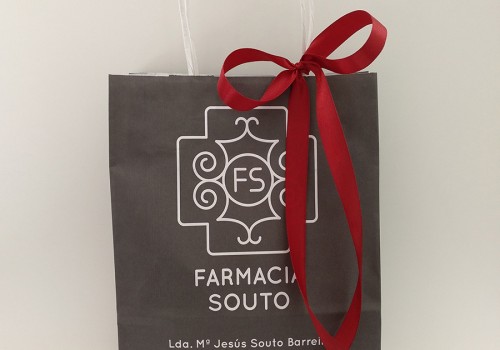 FS
FARMACIA
SOUTO
Lda. Mª Jesús Souto